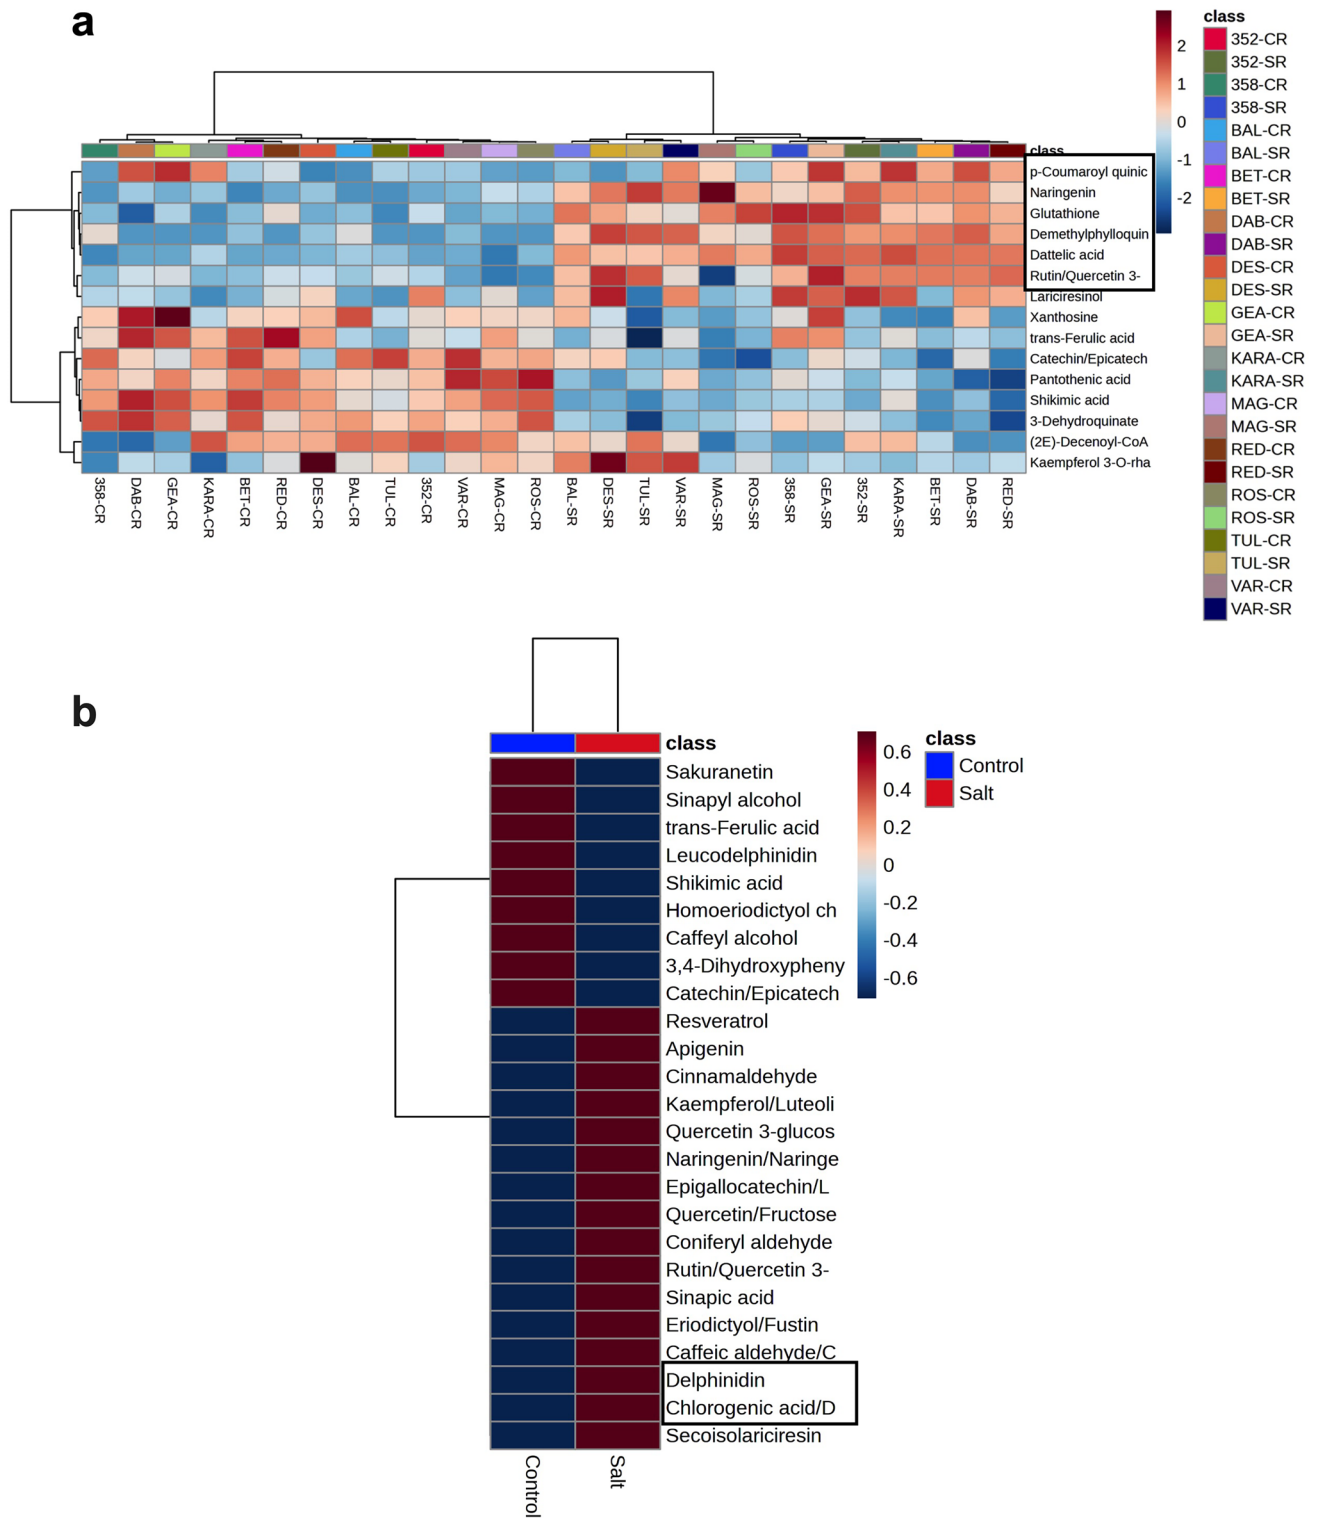 a
class
p-Coumaroyl quinic
Naringenin
Glutathione
Demethylphylloquin
Dattelic acid
Rutin/Quercetin 3-
Lariciresinol
Xanthosine
trans-Ferulic acid
Catechin/Epicatech
Pantothenic acid
Shikimic acid
3-Dehydroquinate
(2E)-Decenoyl-CoA
Kaempferol 3-O-rha
358-CR
DAB-CR
GEA-CR
KARA-CR
BET-CR
RED-CR
DES-CR
BAL-CR
TUL-CR
352-CR
VAR-CR
MAG-CR
ROS-CR
BAL-SR
DES-SR
TUL-SR
VAR-SR
MAG-SR
ROS-SR
358-SR
GEA-SR
352-SR
KARA-SR
BET-SR
DAB-SR
RED-SR
2
1
0
-1
-2
class
352-CR
352-SR
358-CR
358-SR
BAL-CR
BAL-SR
BET-CR
BET-SR
DAB-CR
DAB-SR
DES-CR
DES-SR
GEA-CR
GEA-SR
KARA-CR
KARA-SR
MAG-CR
MAG-SR
RED-CR
RED-SR
ROS-CR
ROS-SR
TUL-CR
TUL-SR
VAR-CR
VAR-SR
b
class
Sakuranetin
Sinapyl alcohol
trans-Ferulic acid
Leucodelphinidin
Shikimic acid
Homoeriodictyol ch
Caffeyl alcohol
3,4-Dihydroxypheny
Catechin/Epicatech
Resveratrol
Apigenin
Cinnamaldehyde
Kaempferol/Luteoli
Quercetin 3-glucos
Naringenin/Naringe
Epigallocatechin/L
Quercetin/Fructose
Coniferyl aldehyde
Rutin/Quercetin 3-
Sinapic acid
Eriodictyol/Fustin
Caffeic aldehyde/C
Delphinidin
Chlorogenic acid/D
Secoisolariciresin
Control
Salt
0.6
0.4
0.2
0
-0.2
-0.4
-0.6
class
Control
Salt